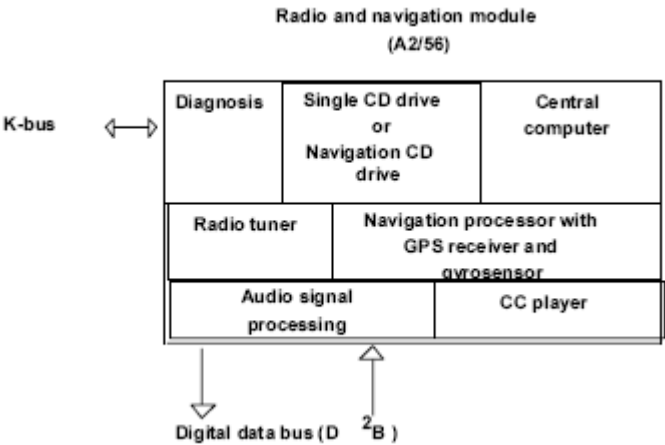 Radio and navigation module
(A2/56)
K-bus
Diagnosis
Single CD drive
or
Navigation CD
drive
Central
computer
Radio tuner
Navigation processor with
GPS receiver and
gyrosensor
Audio signal
processing
CC player
Digital data bus (D 2B )